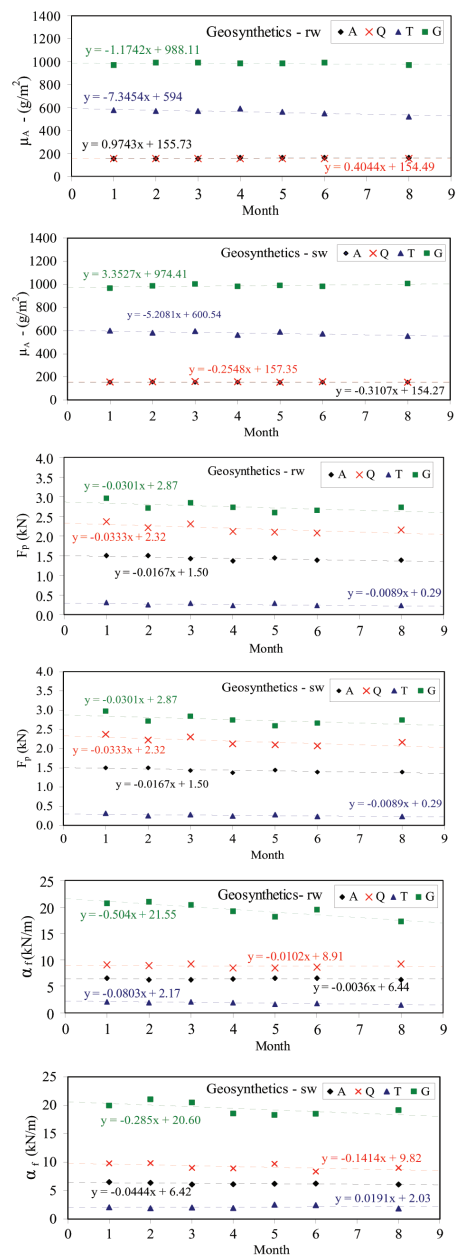 Geosynthetics - rw ◆ A × Q ▲ T ■ G
y = -1.1742x + 988.11
y = -7.3454x + 594
y = 0.9743x + 155.73
y = 0.4044x + 154.49
1400
1200
1000
800
600
400
200
0
μA - (g/m²)
0 1 2 3 4 5 6 7 8 9
Month
Geosynthetics - sw ◆ A × Q ▲ T ■ G
y = 3.3527x + 974.41
y = -5.2081x + 600.54
y = -0.2548x + 157.35
y = -0.3107x + 154.27
1400
1200
1000
800
600
400
200
0
μA - (g/m²)
0 1 2 3 4 5 6 7 8 9
Month
Geosynthetics - rw ◆ A × Q ▲ T ■ G
y = -0.0301x + 2.87
y = -0.0333x + 2.32
y = -0.0167x + 1.50
y = -0.0089x + 0.29
4.0
3.5
3.0
2.5
2.0
1.5
1.0
0.5
0.0
Fp (kN)
0 1 2 3 4 5 6 7 8 9
Month
Geosynthetics - sw ◆ A × Q ▲ T ■ G
y = -0.0301x + 2.87
y = -0.0333x + 2.32
y = -0.0167x + 1.50
y = -0.0089x + 0.29
4.0
3.5
3.0
2.5
2.0
1.5
1.0
0.5
0.0
Fp (kN)
0 1 2 3 4 5 6 7 8 9
Month
Geosynthetics- rw ◆ A × Q ▲ T ■ G
y = -0.504x + 21.55
y = -0.0102x + 8.91
y = -0.0036x + 6.44
y = -0.0803x + 2.17
25
20
15
10
5
0
αf(kN/m)
0 1 2 3 4 5 6 7 8 9
Month
Geosynthetics - sw ◆ A × Q ▲ T ■ G
y = -0.285x + 20.60
y = -0.1414x + 9.82
y = -0.0444x + 6.42
y = 0.0191x + 2.03
25
20
15
10
5
0
αf (kN/m)
0 1 2 3 4 5 6 7 8 9
Month